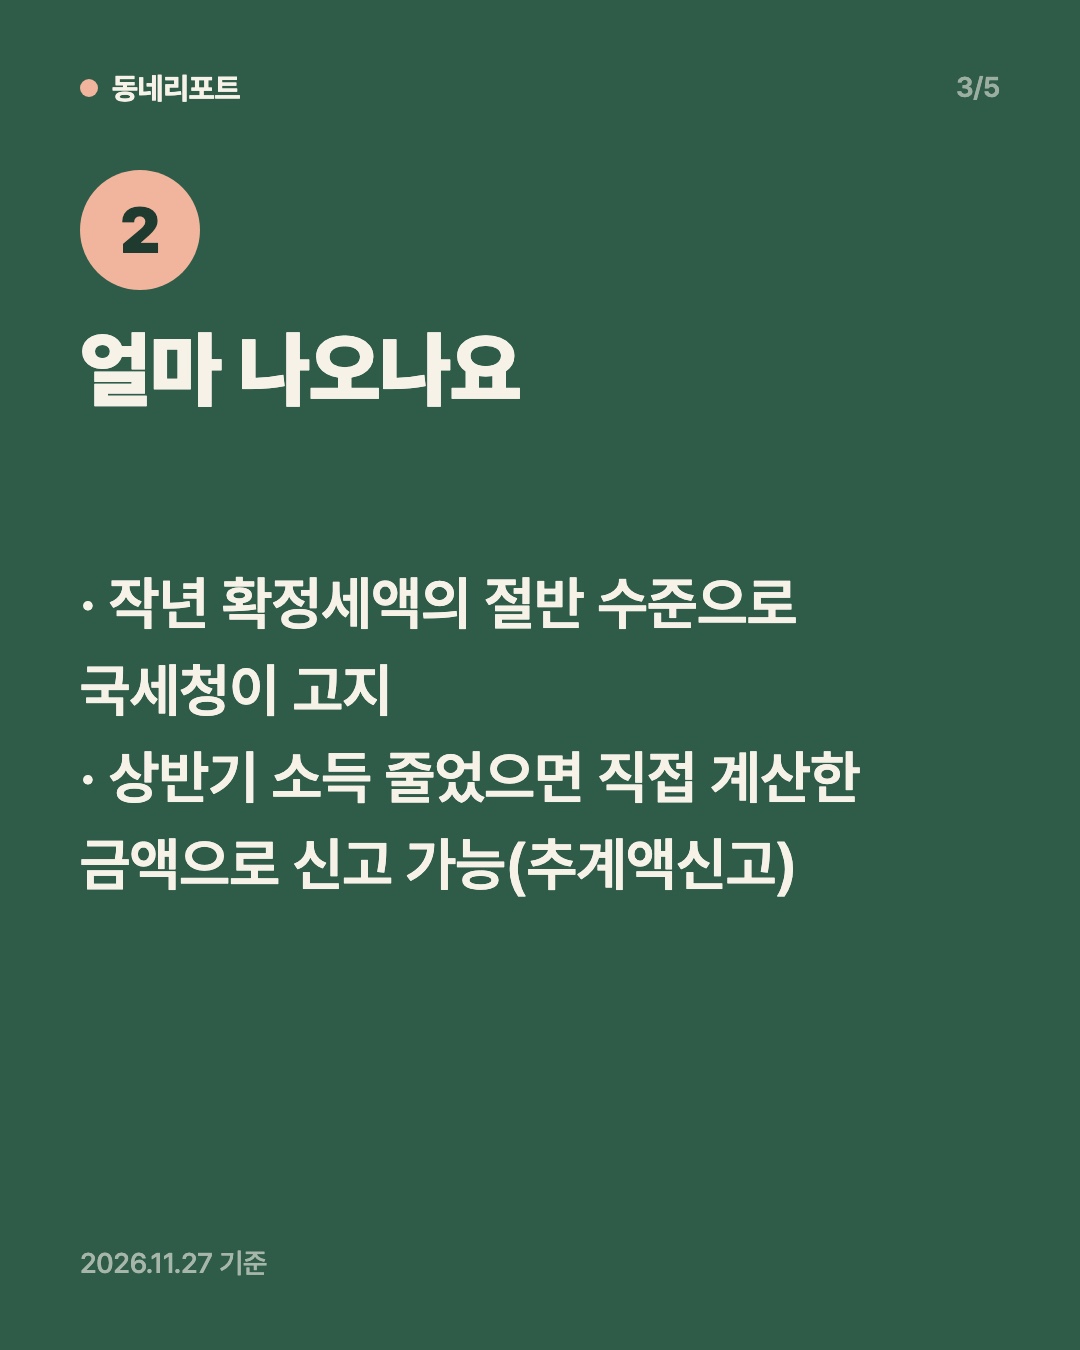 동네리포트
3/5
2
얼마 나오나요
· 작년 확정세액의 절반 수준으로
국세청이 고지
· 상반기 소득 줄었으면 직접 계산한
금액으로 신고 가능(추계액신고)
2026.11.27 기준